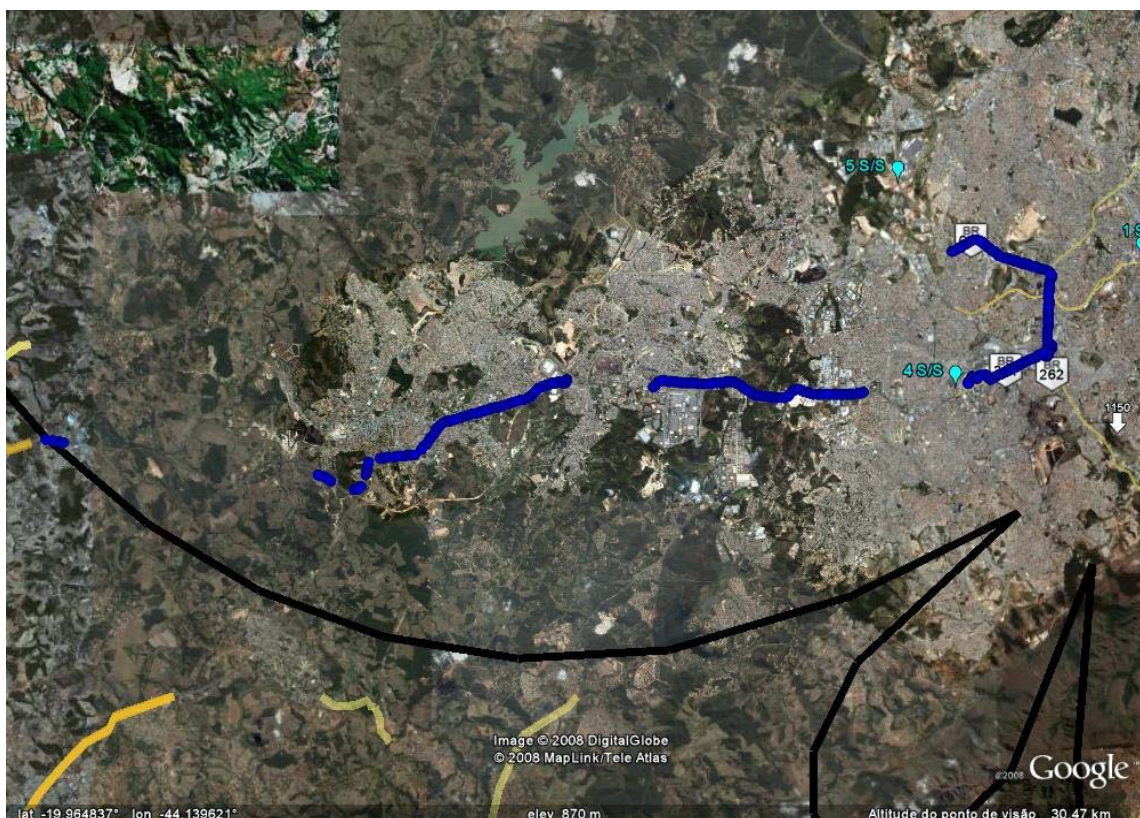 5 S/S
BR
1 S
4 S/S
BR
BR
262
1150
Image © 2008 DigitalGlobe
© 2008 MapLink/Tele Atlas
©2008 Google
lat -19.964837° lon -44.139621° elev 870 m Altitude do ponto de visão 30.47 km